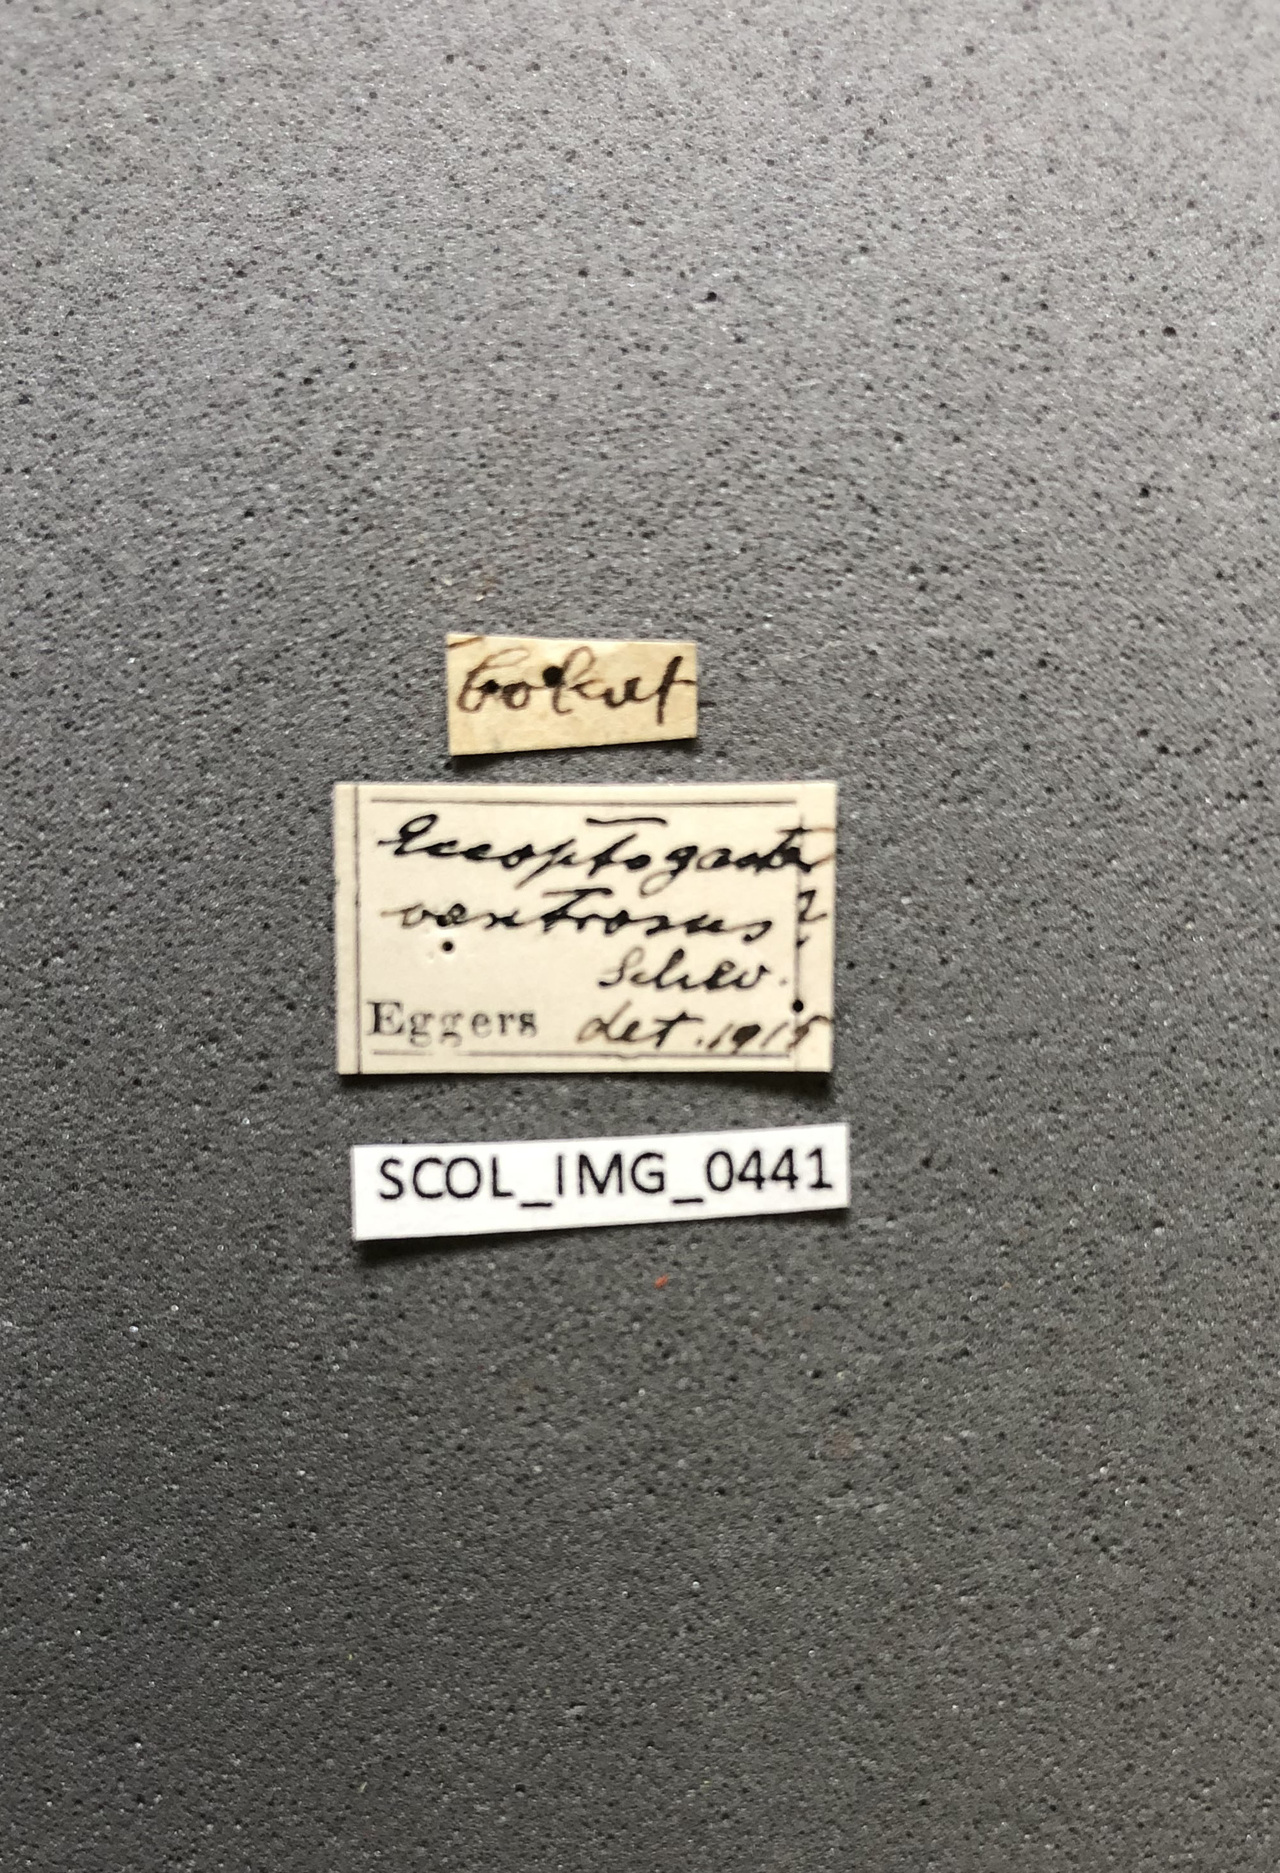 Eccoptogaster
ventrosus ?
Schev.
Eggers det. 1915
SCOL_IMG_0441